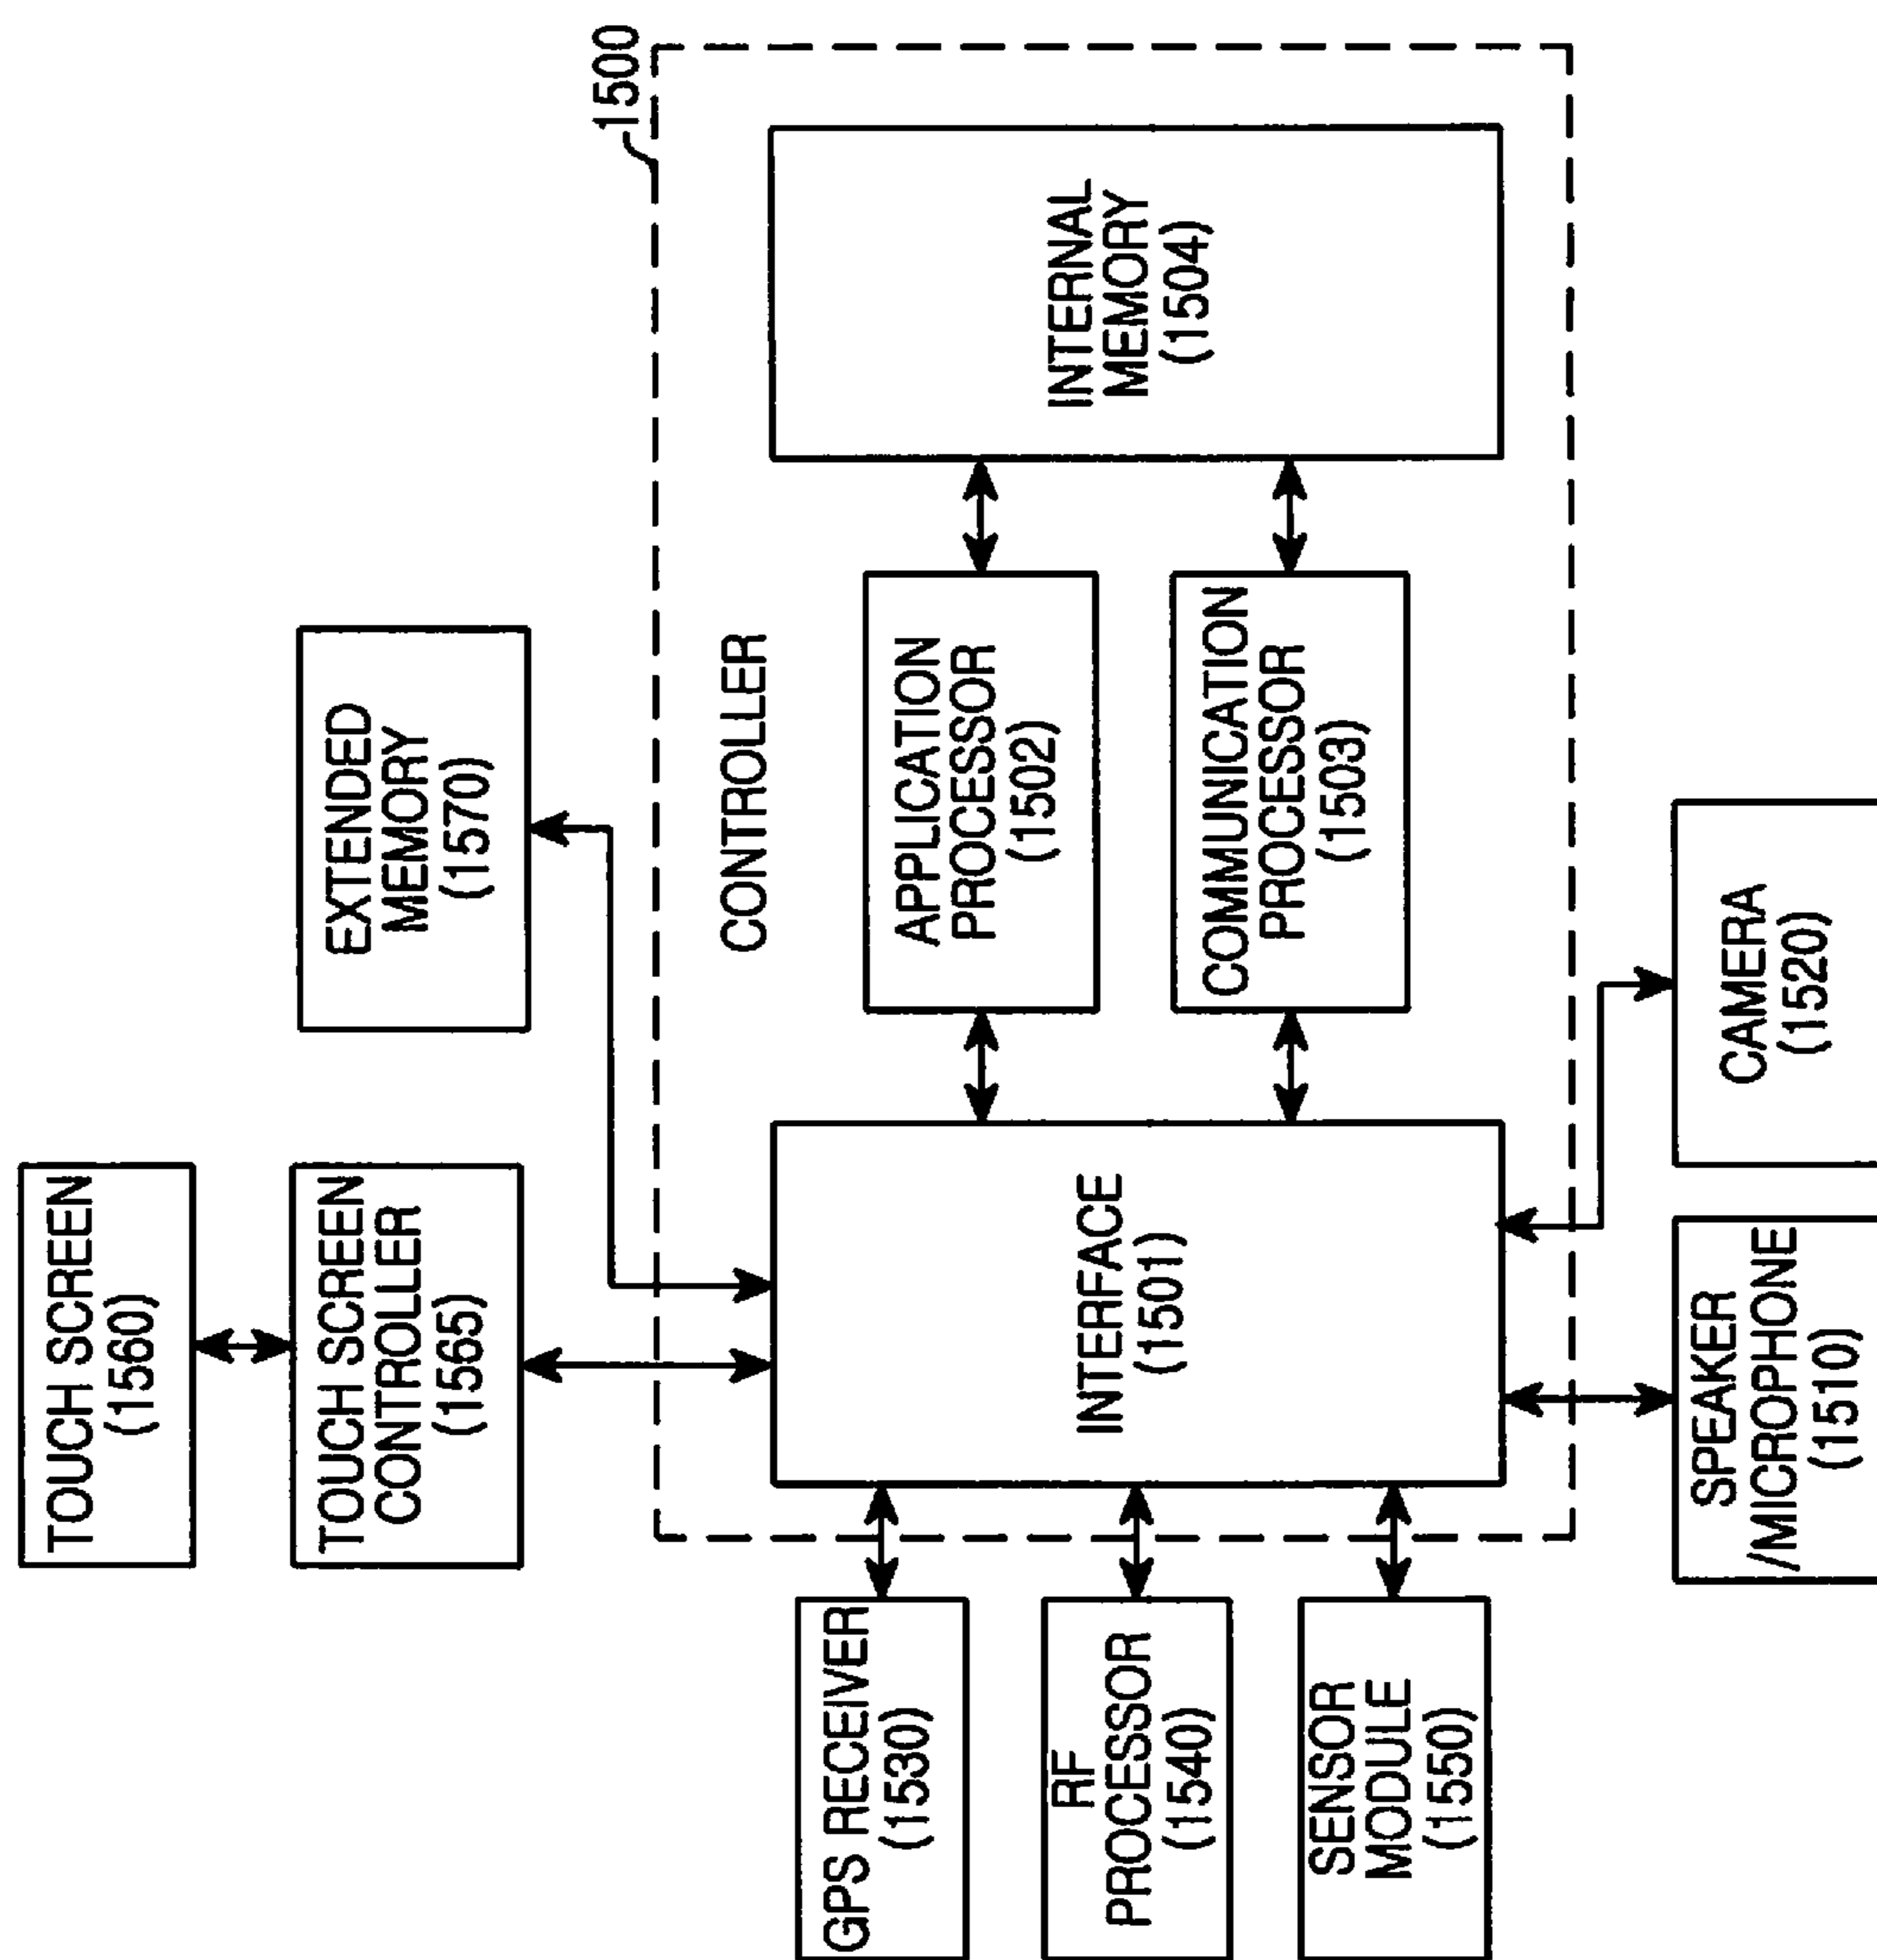 TOUCH SCREEN
(1560)
TOUCH SCREEN
CONTROLLER
(1565)
EXTENDED
MEMORY
(1570)
1500
CONTROLLER
GPS RECEIVER
(1530)
RF
PROCESSOR
(1540)
SENSOR
MODULE
(1550)
INTERFACE
(1501)
APPLICATION
PROCESSOR
(1502)
COMMUNICATION
PROCESSOR
(1503)
INTERNAL
MEMORY
(1504)
SPEAKER
/MICROPHONE
(1510)
CAMERA
(1520)